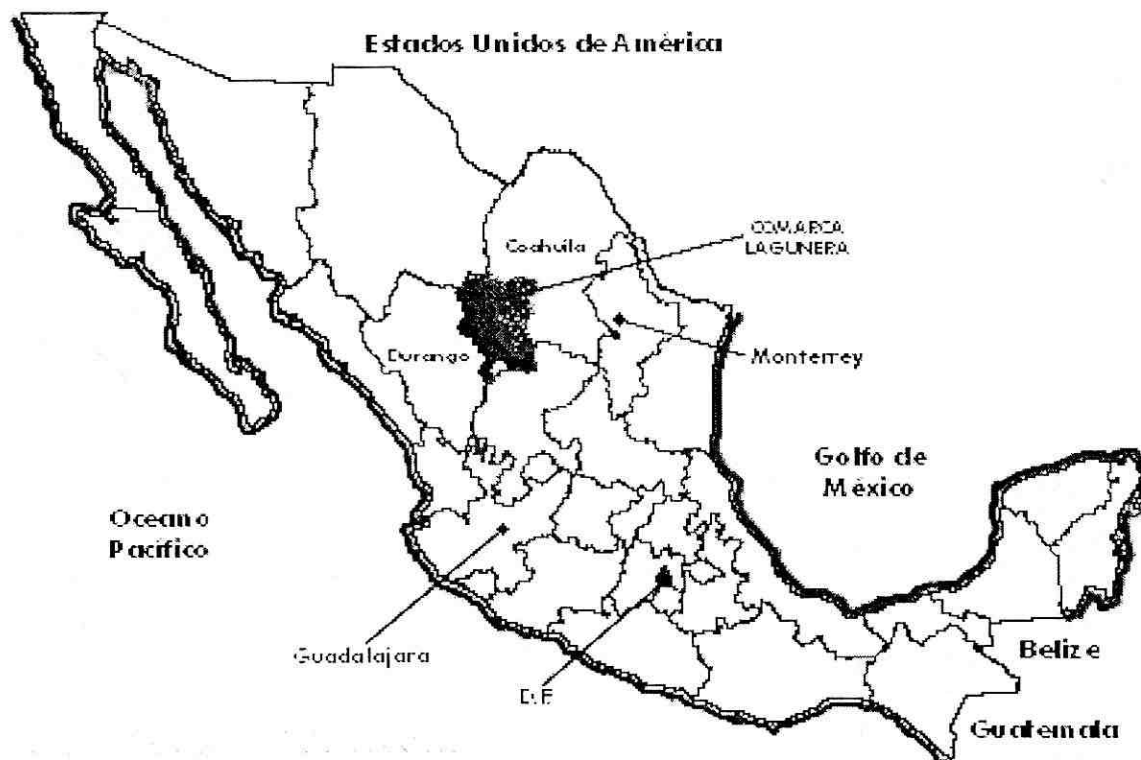 Estados Unidos de América
COMARCA
LAGUNERA
Coahuila
Durango
Monterrey
Golfo de
México
Oceano
Pacífico
Guadalajara
D.F.
Belize
Guatemala